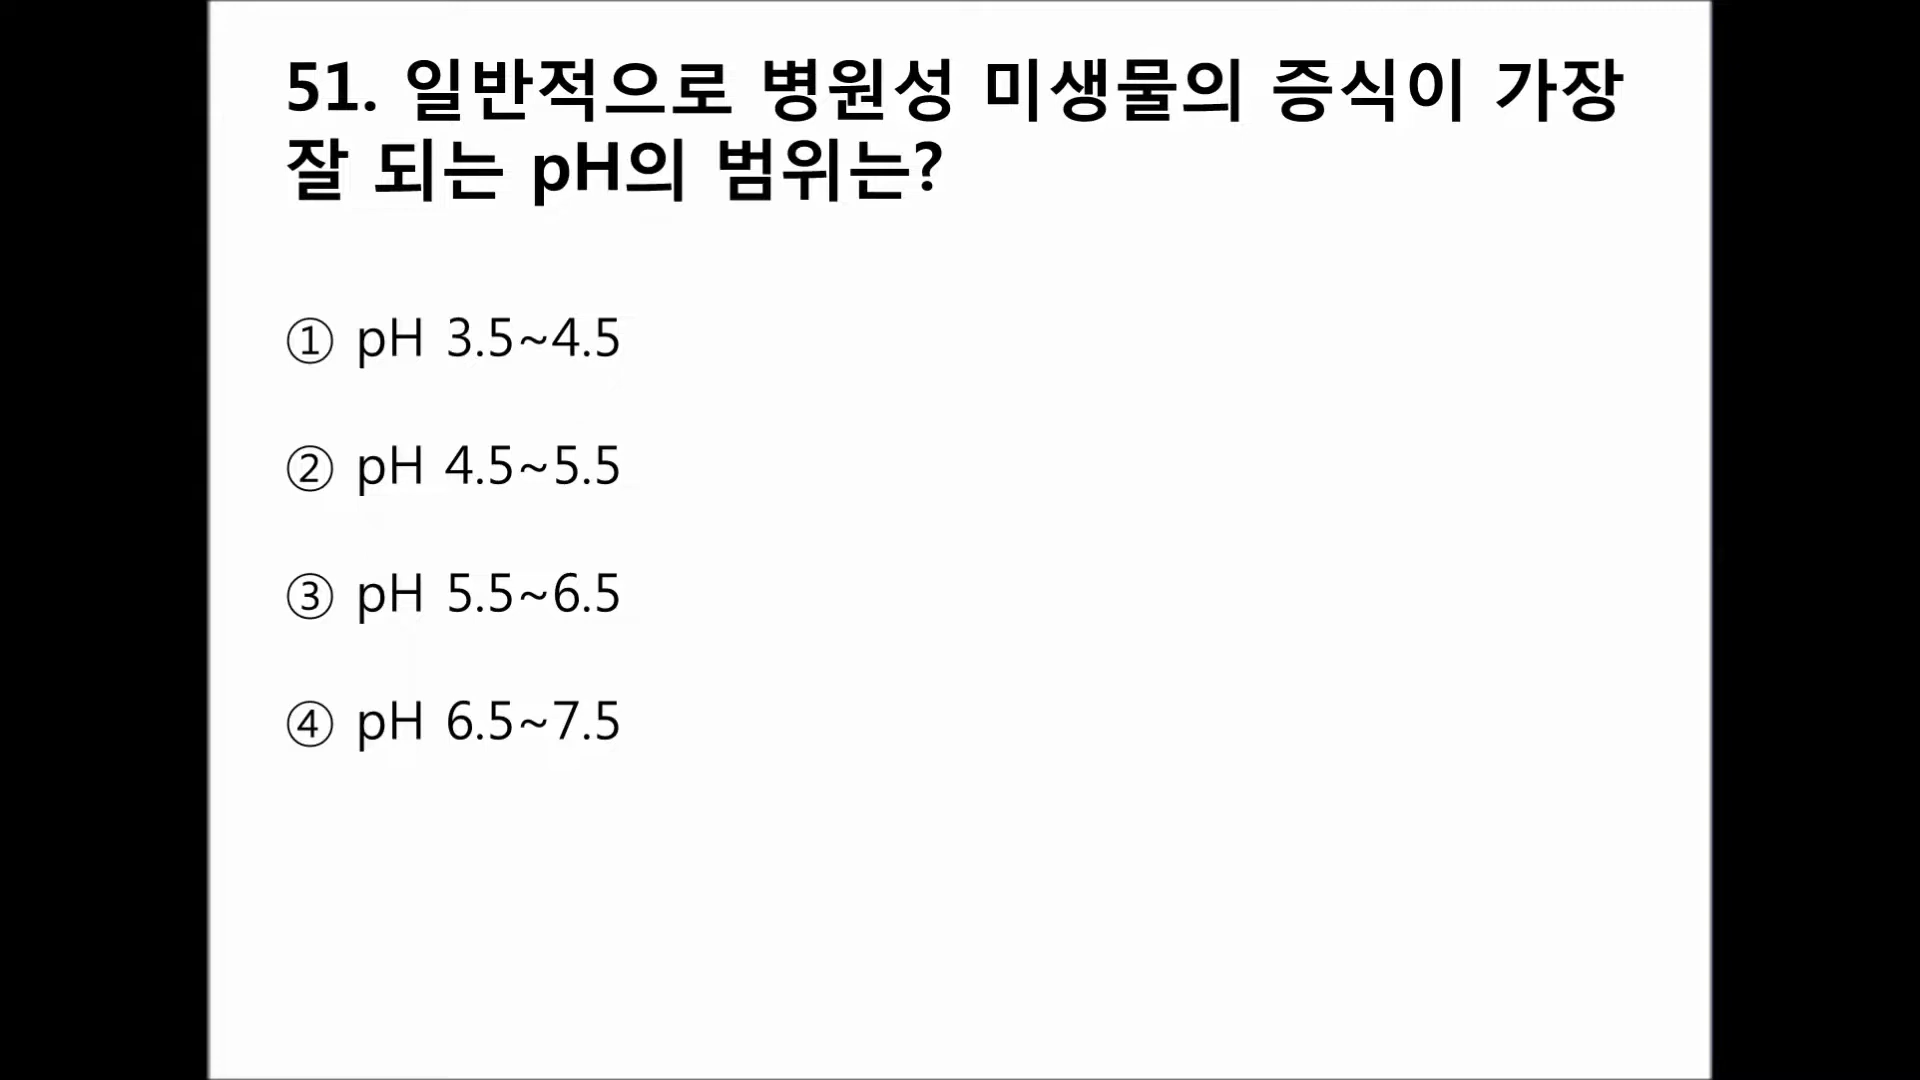 51. 일반적으로 병원성 미생물의 증식이 가장
잘 되는 pH의 범위는?
① pH 3.5~4.5
② pH 4.5~5.5
③ pH 5.5~6.5
④ pH 6.5~7.5